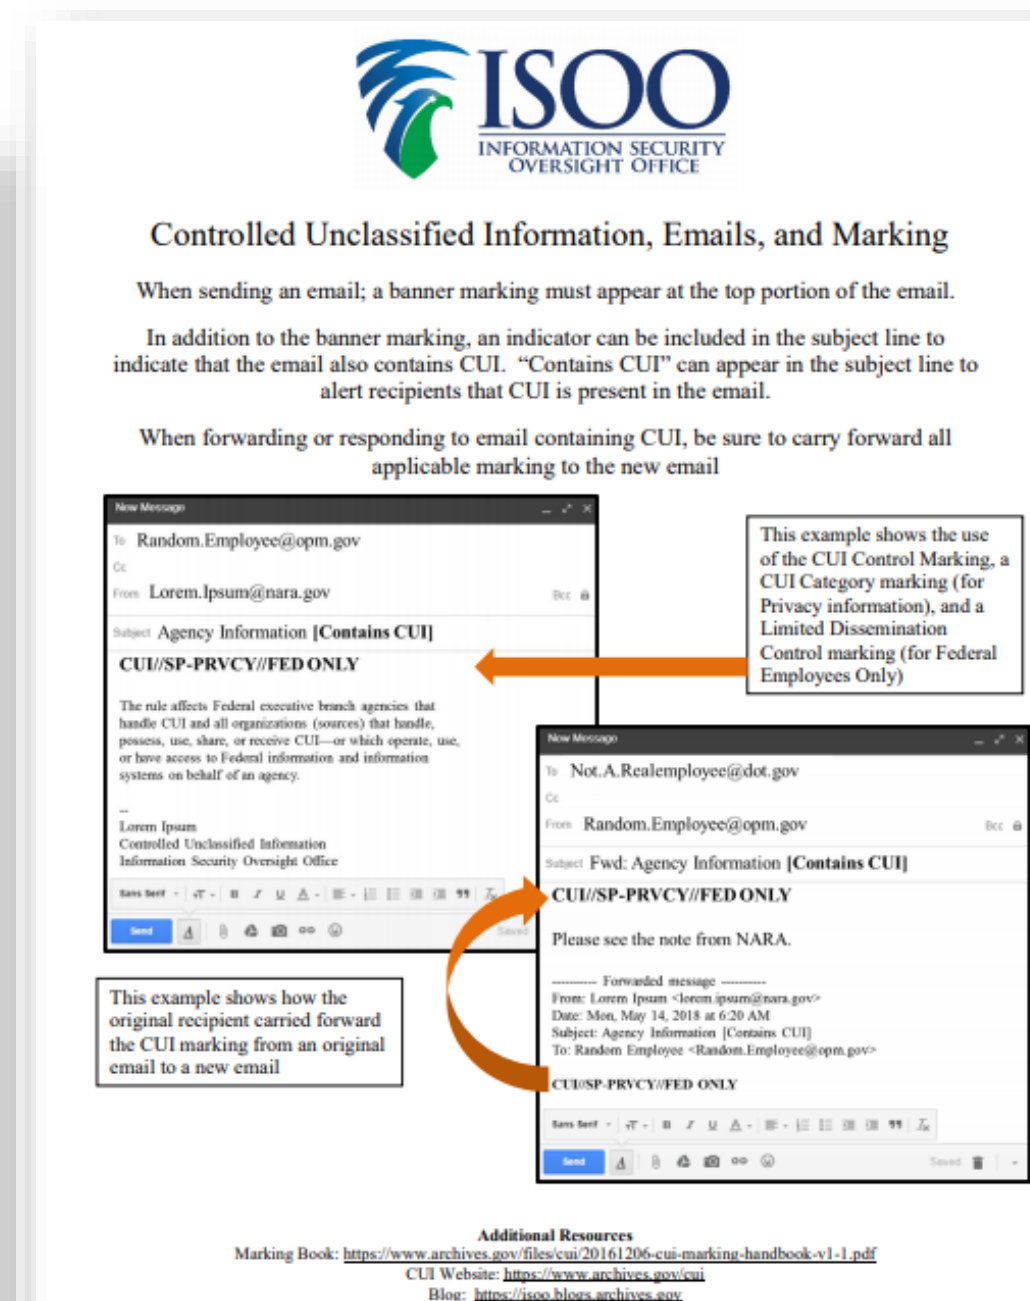 ISOO
INFORMATION SECURITY
OVERSIGHT OFFICE
Controlled Unclassified Information, Emails, and Marking
When sending an email; a banner marking must appear at the top portion of the email.
In addition to the banner marking, an indicator can be included in the subject line to
indicate that the email also contains CUI. “Contains CUI” can appear in the subject line to
alert recipients that CUI is present in the email.
When forwarding or responding to email containing CUI, be sure to carry forward all
applicable marking to the new email
New Message
To Random.Employee@opm.gov
Cc
From Lorem.Ipsum@nara.gov Bcc
Subject Agency Information [Contains CUI]
CUI//SP-PRVCY//FED ONLY
The rule affects Federal executive branch agencies that
handle CUI and all organizations (sources) that handle,
possess, use, share, or receive CUI—or which operate, use,
or have access to Federal information and information
systems on behalf of an agency.
--
Lorem Ipsum
Controlled Unclassified Information
Information Security Oversight Office
Sans Serif
Send Saved
This example shows the use
of the CUI Control Marking, a
CUI Category marking (for
Privacy information), and a
Limited Dissemination
Control marking (for Federal
Employees Only)
New Message
To Not.A.Realemployee@dot.gov
Cc
From Random.Employee@opm.gov Bcc
Subject Fwd: Agency Information [Contains CUI]
CUI//SP-PRVCY//FED ONLY
Please see the note from NARA.
---------- Forwarded message ----------
From: Lorem Ipsum <lorem.ipsum@nara.gov>
Date: Mon, May 14, 2018 at 6:20 AM
Subject: Agency Information [Contains CUI]
To: Random Employee <Random.Employee@opm.gov>
CUI//SP-PRVCY//FED ONLY
Sans Serif
Send Saved
This example shows how the
original recipient carried forward
the CUI marking from an original
email to a new email
Additional Resources
Marking Book: https://www.archives.gov/files/cui/20161206-cui-marking-handbook-v1-1.pdf
CUI Website: https://www.archives.gov/cui
Blog: https://isoo.blogs.archives.gov